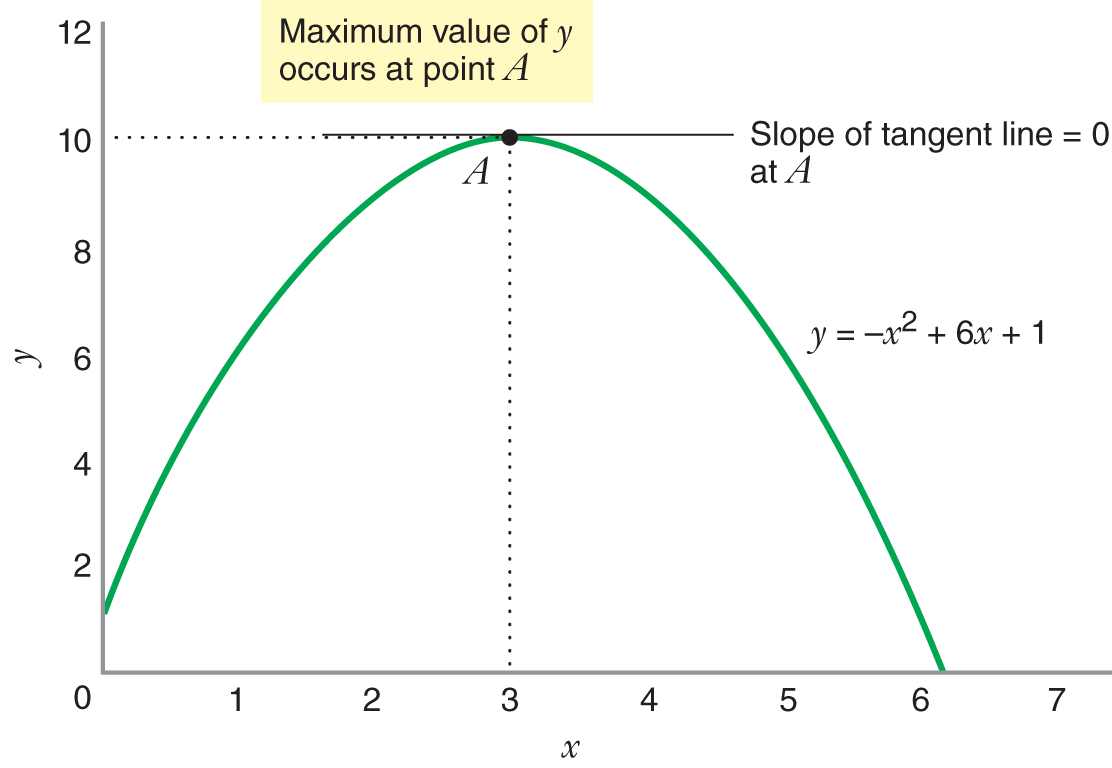 Maximum value of y
occurs at point A
12
10
8
6
4
2
0
y
A
Slope of tangent line = 0
at A
y = –x² + 6x + 1
1 2 3 4 5 6 7
x